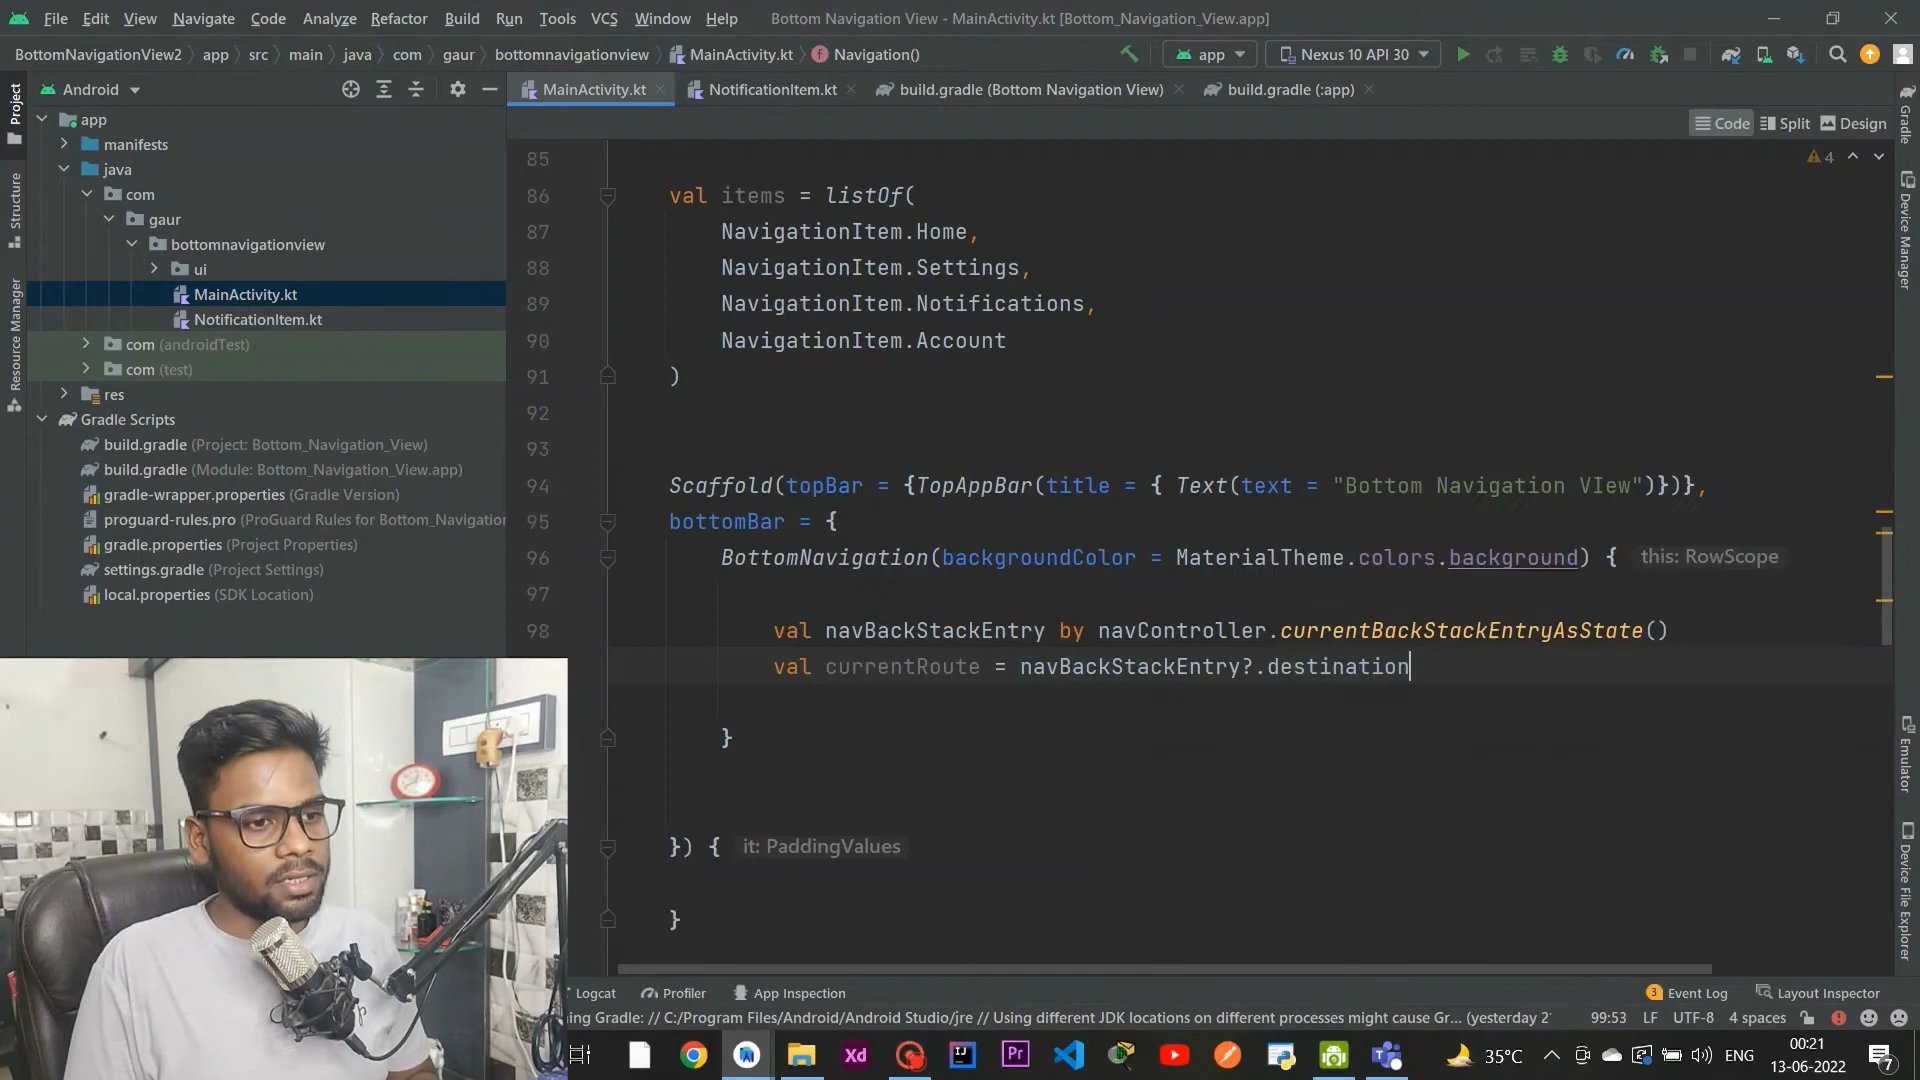 File Edit View Navigate Code Analyze Refactor Build Run Tools VCS Window Help Bottom Navigation View - MainActivity.kt [Bottom_Navigation_View.app]
BottomNavigationView2 app src main java com gaur bottomnavigationview MainActivity.kt Navigation() app Nexus 10 API 30
Project
Android
MainActivity.kt NotificationItem.kt build.gradle (Bottom Navigation View) build.gradle (:app)
Code Split Design
Gradle
Device Manager
Emulator
Device File Explorer
Structure
Resource Manager
app
manifests
java
com
gaur
bottomnavigationview
ui
MainActivity.kt
NotificationItem.kt
com (androidTest)
com (test)
res
Gradle Scripts
build.gradle (Project: Bottom_Navigation_View)
build.gradle (Module: Bottom_Navigation_View.app)
gradle-wrapper.properties (Gradle Version)
proguard-rules.pro (ProGuard Rules for Bottom_Navigation
gradle.properties (Project Properties)
settings.gradle (Project Settings)
local.properties (SDK Location)
4
85
86 val items = listOf(
87 NavigationItem.Home,
88 NavigationItem.Settings,
89 NavigationItem.Notifications,
90 NavigationItem.Account
91 )
92
93
94 Scaffold(topBar = {TopAppBar(title = { Text(text = "Bottom Navigation VIew")})},
95 bottomBar = {
96 BottomNavigation(backgroundColor = MaterialTheme.colors.background) { this: RowScope
97
98 val navBackStackEntry by navController.currentBackStackEntryAsState()
val currentRoute = navBackStackEntry?.destination
}
}) { it: PaddingValues
}
Logcat Profiler App Inspection 3 Event Log Layout Inspector
ing Gradle: // C:/Program Files/Android/Android Studio/jre // Using different JDK locations on different processes might cause Gr... (yesterday 2 99:53 LF UTF-8 4 spaces
Xd Pr 35°C ENG 00:21
13-06-2022 7